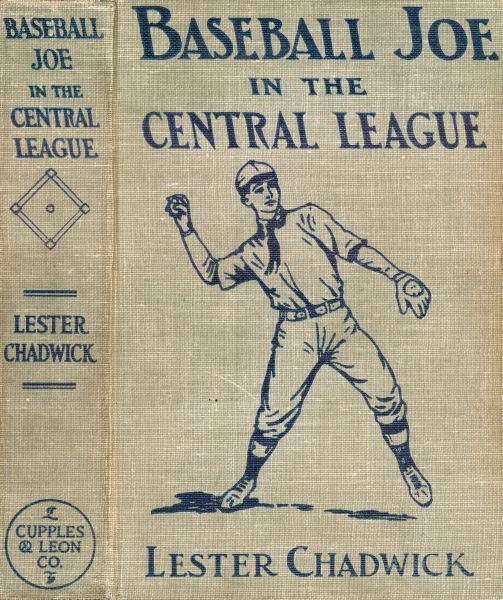 BASEBALL
JOE
IN THE
CENTRAL
LEAGUE
LESTER
CHADWICK
CUPPLES
& LEON
CO.
BASEBALL JOE
IN THE
CENTRAL LEAGUE
LESTER CHADWICK